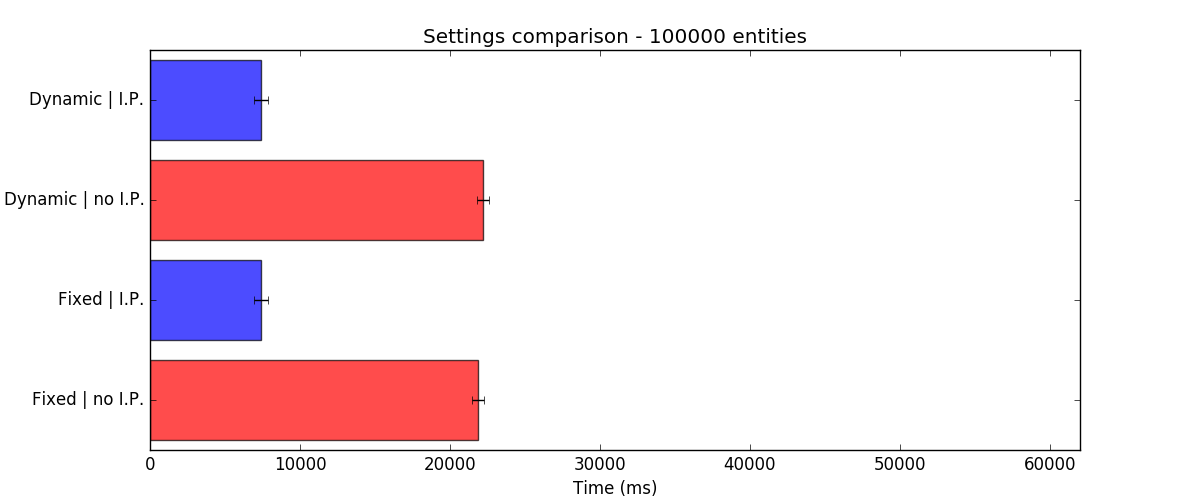 Settings comparison - 100000 entities
Dynamic | I.P.
Dynamic | no I.P.
Fixed | I.P.
Fixed | no I.P.
0 10000 20000 30000 40000 50000 60000
Time (ms)